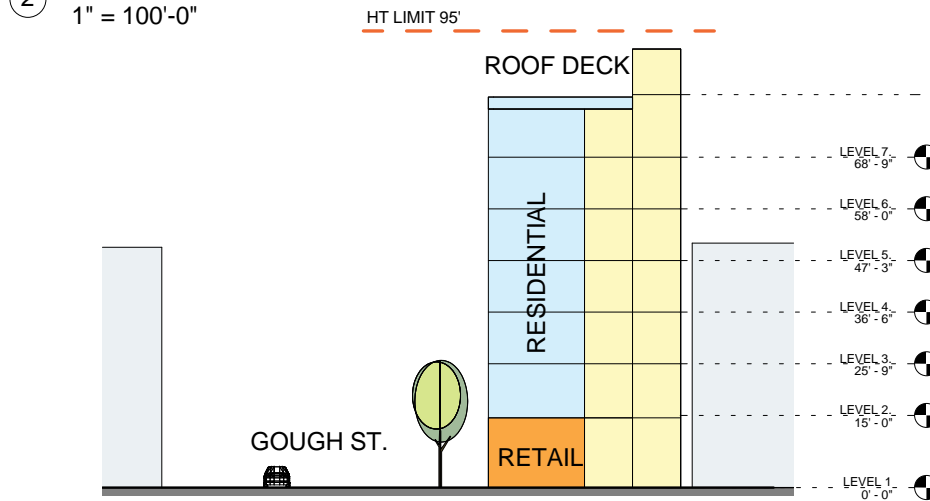 2
1" = 100'-0"
HT LIMIT 95'
ROOF DECK
LEVEL 7.
68' - 9"
LEVEL 6.
58' - 0"
RESIDENTIAL
LEVEL 5.
47' - 3"
LEVEL 4.
36' - 6"
LEVEL 3.
25' - 9"
LEVEL 2.
15' - 0"
GOUGH ST.
RETAIL
LEVEL 1
0' - 0"